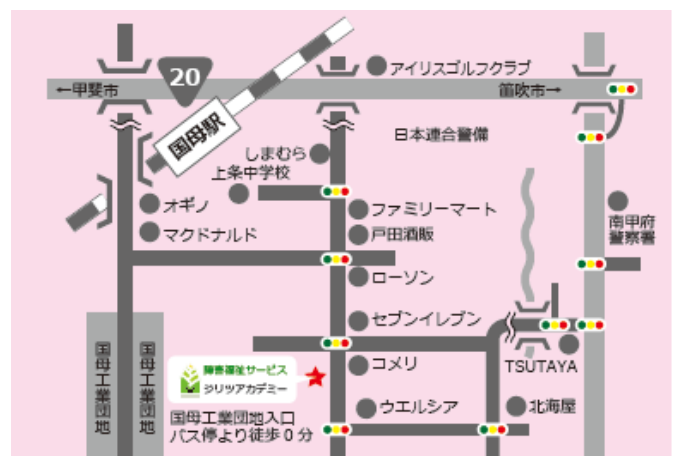 20
アイリスゴルフクラブ
←甲斐市
笛吹市→
国母駅
日本連合警備
しまむら
上条中学校
オギノ
ファミリーマート
南甲府
警察署
マクドナルド
戸田酒販
ローソン
セブンイレブン
国母工業団地
国母工業団地
障害福祉サービス
ジリツアカデミー
コメリ
TSUTAYA
国母工業団地入口
バス停より徒歩0分
ウエルシア
北海屋